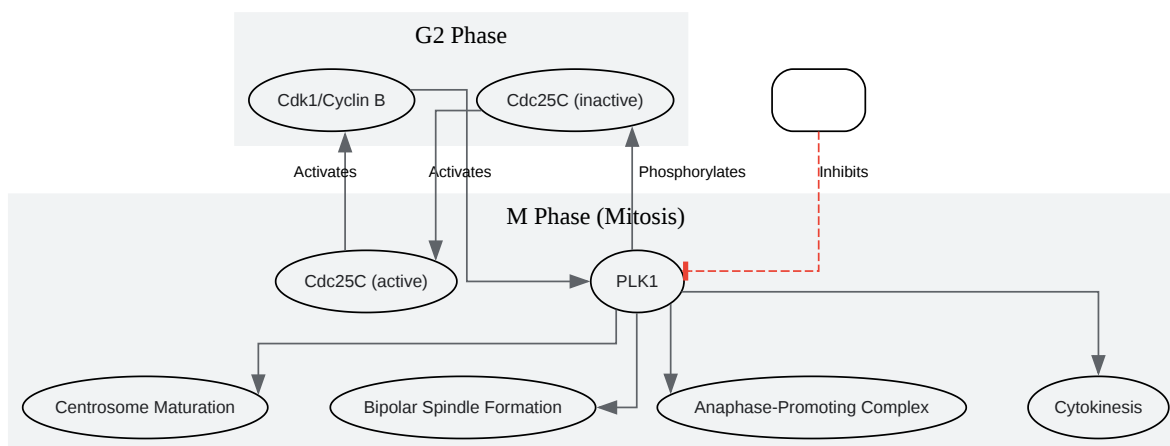 G2 Phase
Cdk1/Cyclin B
Cdc25C (inactive)
Activates
Activates
Phosphorylates
Inhibits
M Phase (Mitosis)
Cdc25C (active)
PLK1
Centrosome Maturation
Bipolar Spindle Formation
Anaphase-Promoting Complex
Cytokinesis